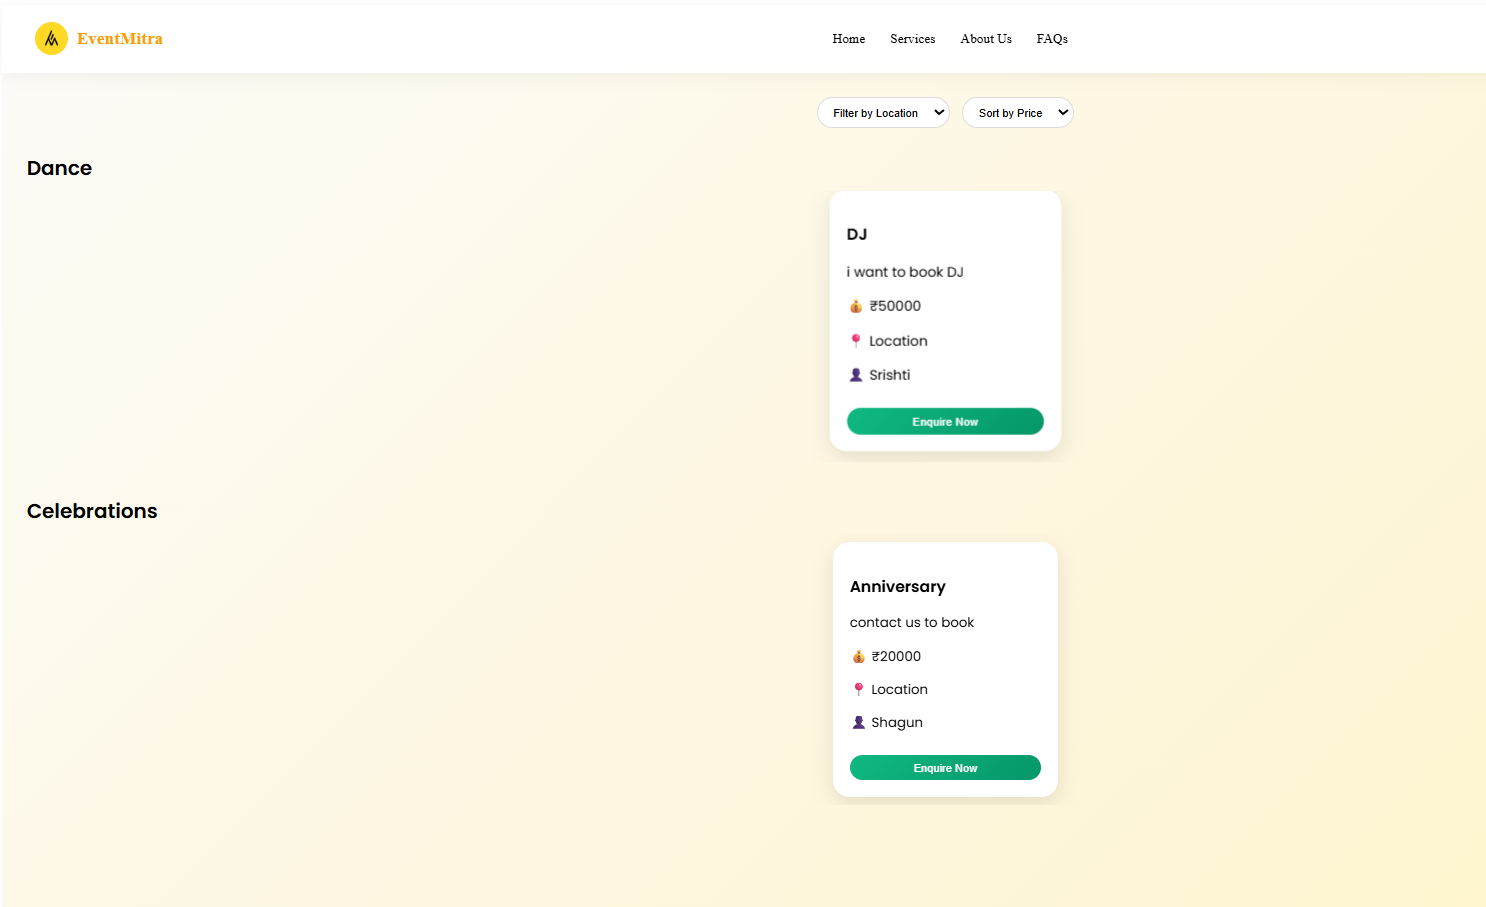 EventMitra
Home Services About Us FAQs
Filter by Location Sort by Price
Dance
DJ
i want to book DJ
💰 ₹50000
📍 Location
👤 Srishti
Enquire Now
Celebrations
Anniversary
contact us to book
💰 ₹20000
📍 Location
👤 Shagun
Enquire Now